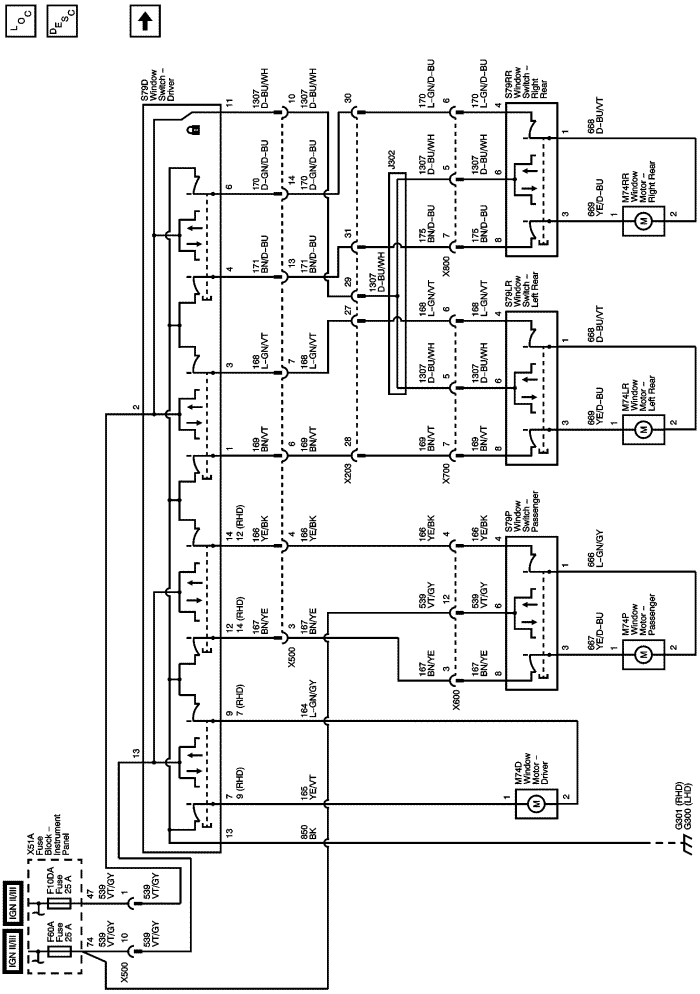 LOC
DESC
S79D
Window
Switch –
Driver
11
1307
D–BU/WH
10
1307
D–BU/WH
6
170
D–GN/D–BU
14
170
D–GN/D–BU
30
170
L–GN/D–BU
6
170
L–GN/D–BU
4
S79RR
Window
Switch –
Right
Rear
1
668
D–BU/VT
J302
1307
D–BU/WH
5
1307
D–BU/WH
6
4
171
BN/D–BU
13
171
BN/D–BU
31
175
BN/D–BU
7
X800
175
BN/D–BU
8
3
669
YE/D–BU
M74RR
Window
Motor –
Right Rear
1
M
2
29
1307
D–BU/WH
27
3
168
L–GN/VT
7
168
L–GN/VT
168
L–GN/VT
6
168
L–GN/VT
4
S79LR
Window
Switch –
Left Rear
1
668
D–BU/VT
2
1307
D–BU/WH
5
1307
D–BU/WH
6
1
169
BN/VT
6
169
BN/VT
28
X203
169
BN/VT
7
X700
169
BN/VT
8
3
669
YE/D–BU
M74LR
Window
Motor –
Left Rear
1
M
2
14
12 (RHD)
166
YE/BK
4
166
YE/BK
166
YE/BK
4
166
YE/BK
4
S79P
Window
Switch –
Passenger
1
666
L–GN/GY
539
VT/GY
12
539
VT/GY
6
12
14 (RHD)
167
BN/YE
3
X500
167
BN/YE
167
BN/YE
3
X600
167
BN/YE
8
3
667
YE/D–BU
M74P
Window
Motor –
Passenger
1
M
2
13
9
7 (RHD)
164
L–GN/GY
7
9 (RHD)
165
YE/VT
M74D
Window
Motor –
Driver
1
M
2
13
850
BK
G301 (RHD)
G300 (LHD)
X51A
Fuse
Block –
Instrument
Panel
IGN II/III
F10DA
Fuse
25 A
47
539
VT/GY
1
539
VT/GY
IGN II/III
F60A
Fuse
25 A
74
539
VT/GY
10
X500
539
VT/GY